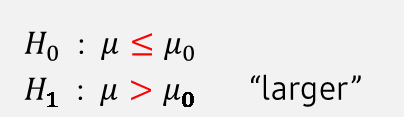 H₀ : μ ≤ μ₀
H₁ : μ > μ₀ “larger”